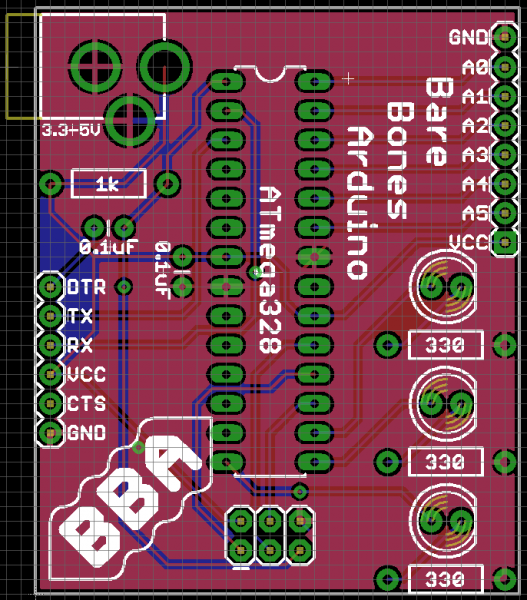 GND
A0
A1
A2
A3
A4
A5
VCC
Bare
Bones
Arduino
3.3+5V
1k
0.1uF
0.1uF
ATmega328
DTR
TX
RX
VCC
CTS
GND
330
330
330
BBA